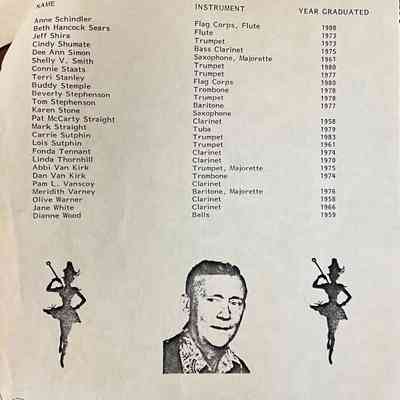 NAME INSTRUMENT YEAR GRADUATED
Anne Schindler Flag Corps, Flute 1980
Beth Hancock Sears Flute 1973
Jeff Shira Trumpet 1973
Cindy Shumate Bass Clarinet 1975
Dee Ann Simon Saxophone, Majorette 1961
Shelly V. Smith Trumpet 1980
Connie Staats Trumpet 1977
Terri Stanley Flag Corps 1980
Buddy Stemple Trombone 1978
Beverly Stephenson Trumpet 1978
Tom Stephenson Baritone 1977
Karen Stone Saxophone
Pat McCarty Straight Clarinet 1958
Mark Straight Tuba 1979
Carrie Sutphin Trumpet 1983
Lois Sutphin Trumpet 1961
Fonda Tennant Clarinet 1974
Linda Thornhill Clarinet 1970
Abbi Van Kirk Trumpet, Majorette 1975
Dan Van Kirk Trombone 1974
Pam L. Vanscoy Clarinet
Meridith Varney Baritone, Majorette 1976
Olive Warner Clarinet 1958
Jane White Clarinet 1966
Dianne Wood Bells 1959